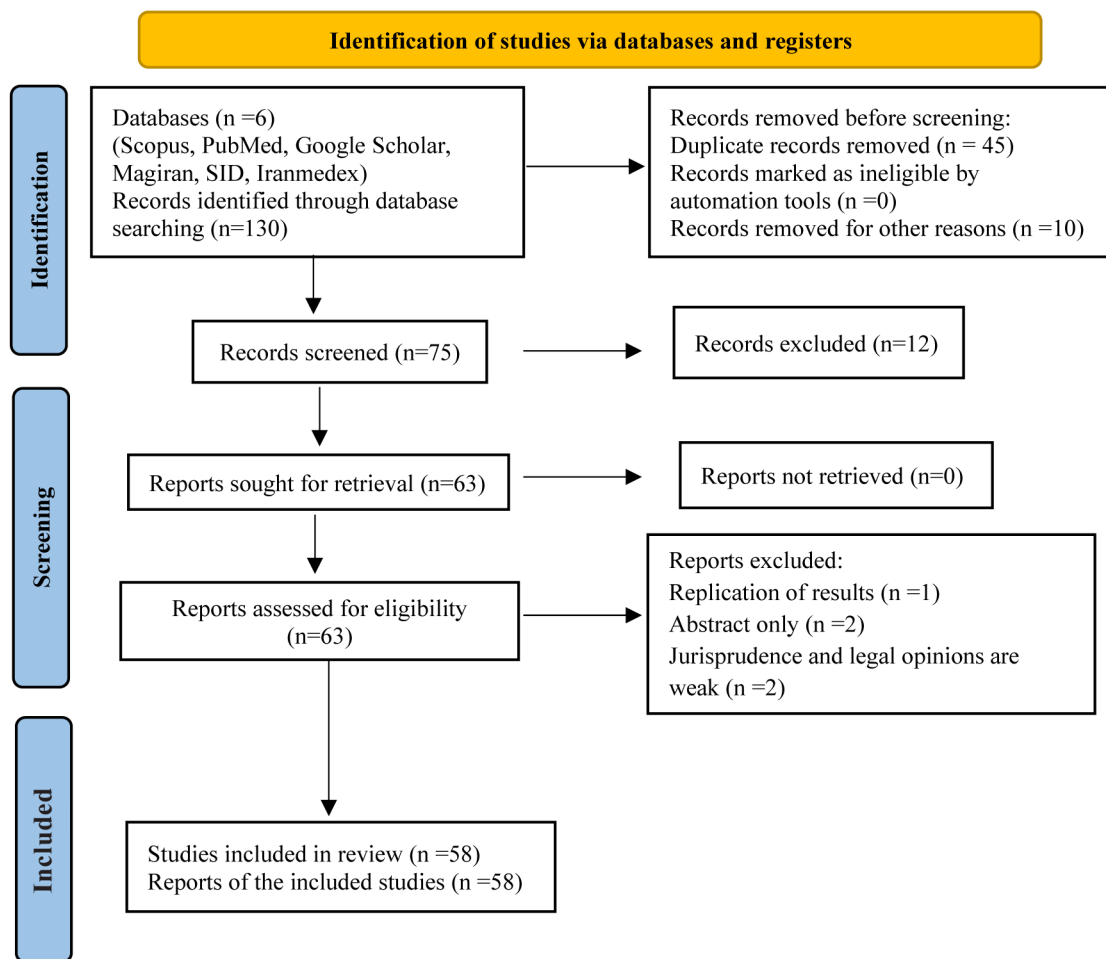 Identification of studies via databases and registers
Identification
Databases (n =6)
(Scopus, PubMed, Google Scholar,
Magiran, SID, Iranmedex)
Records identified through database
searching (n=130)
Records removed before screening:
Duplicate records removed (n = 45)
Records marked as ineligible by
automation tools (n =0)
Records removed for other reasons (n =10)
Records screened (n=75)
Records excluded (n=12)
Screening
Reports sought for retrieval (n=63)
Reports not retrieved (n=0)
Reports assessed for eligibility
(n=63)
Reports excluded:
Replication of results (n =1)
Abstract only (n =2)
Jurisprudence and legal opinions are
weak (n =2)
Included
Studies included in review (n =58)
Reports of the included studies (n =58)